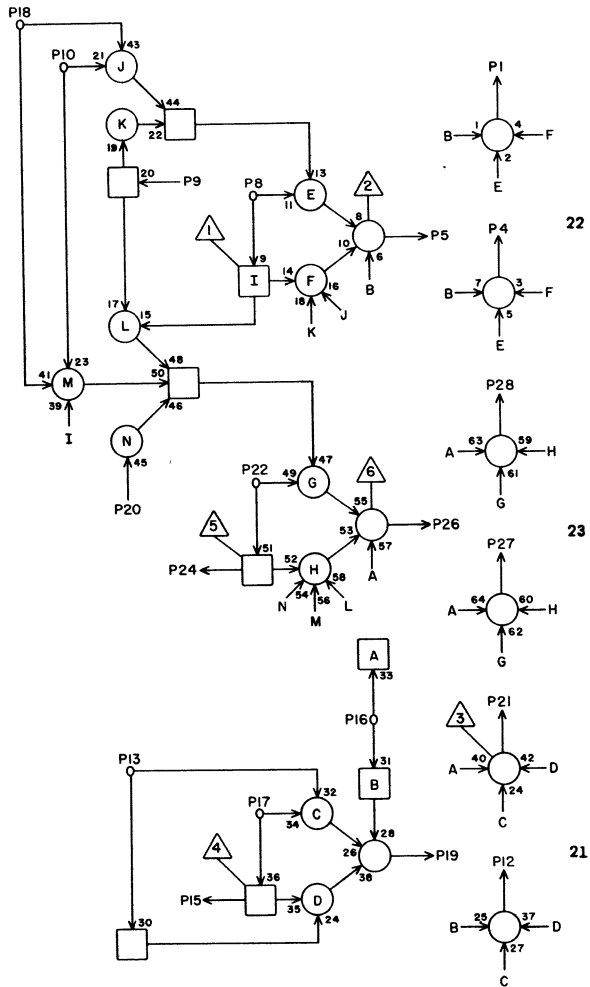 P18
43
P10
21
J
44
K
22
19
20
P9
P8
13
11
E
2
8
1
9
10
P5
I
14
F
16
6
18
B
J
K
17
15
L
48
23
41
M
50
39
46
I
N
45
P20
47
P22
49
G
6
55
5
51
53
P26
P24
52
H
57
58
A
N
54
56
L
M
A
33
P16
31
B
P13
32
P17
34
C
28
4
26
P19
38
36
P15
35
D
24
30
P1
B
1
4
F
2
E
22
P4
B
7
3
F
5
E
P28
A
63
59
H
61
G
23
P27
A
64
60
H
62
G
P21
3
A
40
42
D
24
C
21
P12
B
25
37
D
27
C